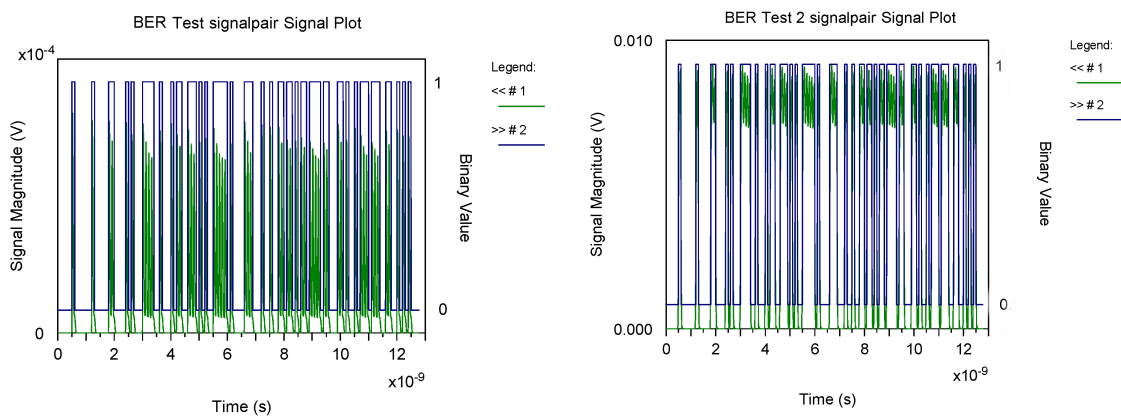 BER Test signalpair Signal Plot
x10-4
Signal Magnitude (V)
0
1
0
Binary Value
0 2 4 6 8 10 12
x10-9
Time (s)
Legend:
<< # 1
>> # 2
BER Test 2 signalpair Signal Plot
0.010
Signal Magnitude (V)
0.000
1
0
Binary Value
0 2 4 6 8 10 12
x10-9
Time (s)
Legend:
<< # 1
>> # 2